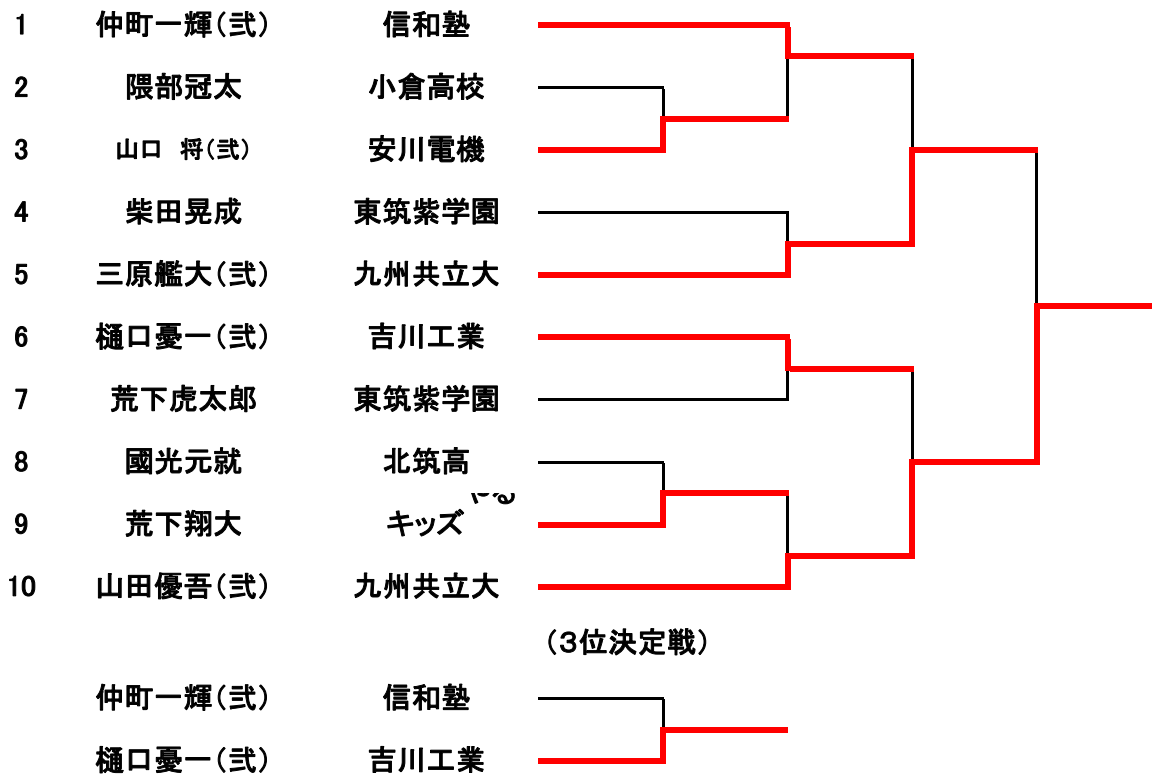 1 仲町一輝(弐) 信和塾
2 隈部冠太 小倉高校
3 山口 将(弐) 安川電機
4 柴田晃成 東筑紫学園
5 三原艦大(弐) 九州共立大
6 樋口憂一(弐) 吉川工業
7 荒下虎太郎 東筑紫学園
8 國光元就 北筑高
9 荒下翔大 キッズ
10 山田優吾(弐) 九州共立大
(3位決定戦)
仲町一輝(弐) 信和塾
樋口憂一(弐) 吉川工業